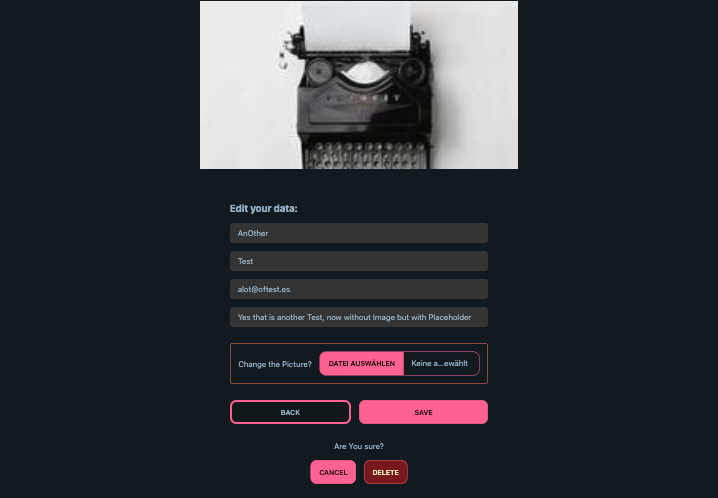 Edit your data:
AnOther
Test
alot@oftest.es
Yes that is another Test, now without Image but with Placeholder
Change the Picture? DATEI AUSWÄHLEN Keine a...ewählt
BACK SAVE
Are You sure?
CANCEL DELETE